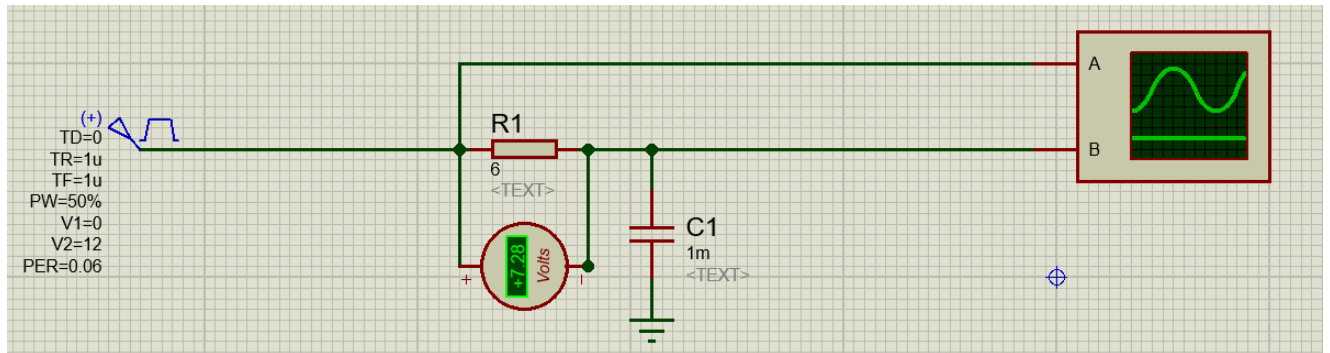 (+)
TD=0
TR=1u
TF=1u
PW=50%
V1=0
V2=12
PER=0.06
R1
6
<TEXT>
+7.28
Volts
+
C1
1m
<TEXT>
A
B